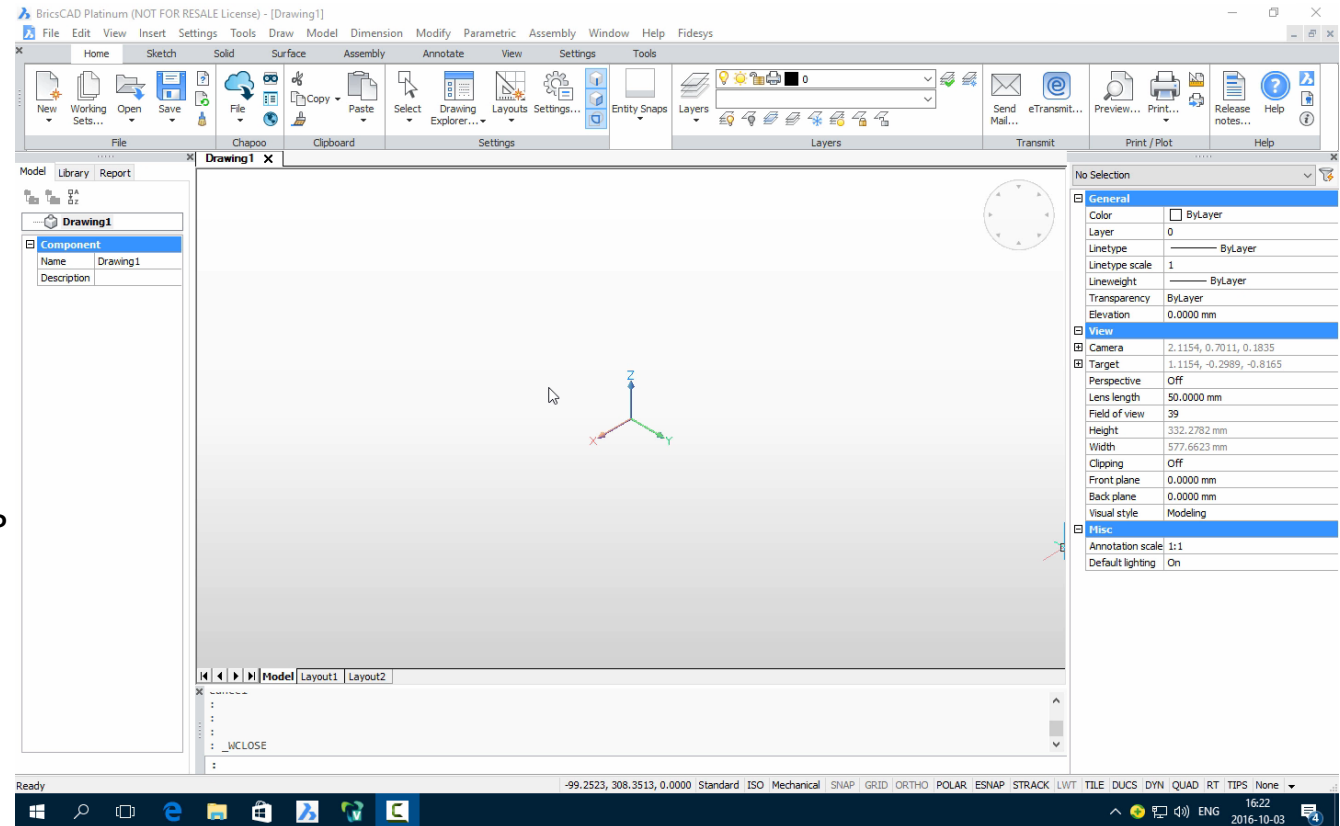 BricsCAD Platinum (NOT FOR RESALE License) - [Drawing1]
File Edit View Insert Settings Tools Draw Model Dimension Modify Parametric Assembly Window Help Fidesys
Home Sketch Solid Surface Assembly Annotate View Settings Tools
New Working Sets... Open Save File Copy Paste Select Drawing Explorer... Layouts Settings... Entity Snaps Layers 0 Send Mail... eTransmit... Preview... Print... Release notes... Help
File Chapoo Clipboard Settings Layers Transmit Print / Plot Help
Drawing1
Model Library Report
Drawing1
Component
Name Drawing1
Description
Z
X Y
No Selection
General
Color ByLayer
Layer 0
Linetype ByLayer
Linetype scale 1
Lineweight ByLayer
Transparency ByLayer
Elevation 0.0000 mm
View
Camera 2.1154, 0.7011, 0.1835
Target 1.1154, -0.2989, -0.8165
Perspective Off
Lens length 50.0000 mm
Field of view 39
Height 332.2782 mm
Width 577.6623 mm
Clipping Off
Front plane 0.0000 mm
Back plane 0.0000 mm
Visual style Modeling
Misc
Annotation scale 1:1
Default lighting On
Model Layout1 Layout2
:
:
:
: _WCLOSE
:
Ready -99.2523, 308.3513, 0.0000 Standard ISO Mechanical SNAP GRID ORTHO POLAR ESNAP STRACK LWT TILE DUCS DYN QUAD RT TIPS None
ENG 16:22
2016-10-03
4